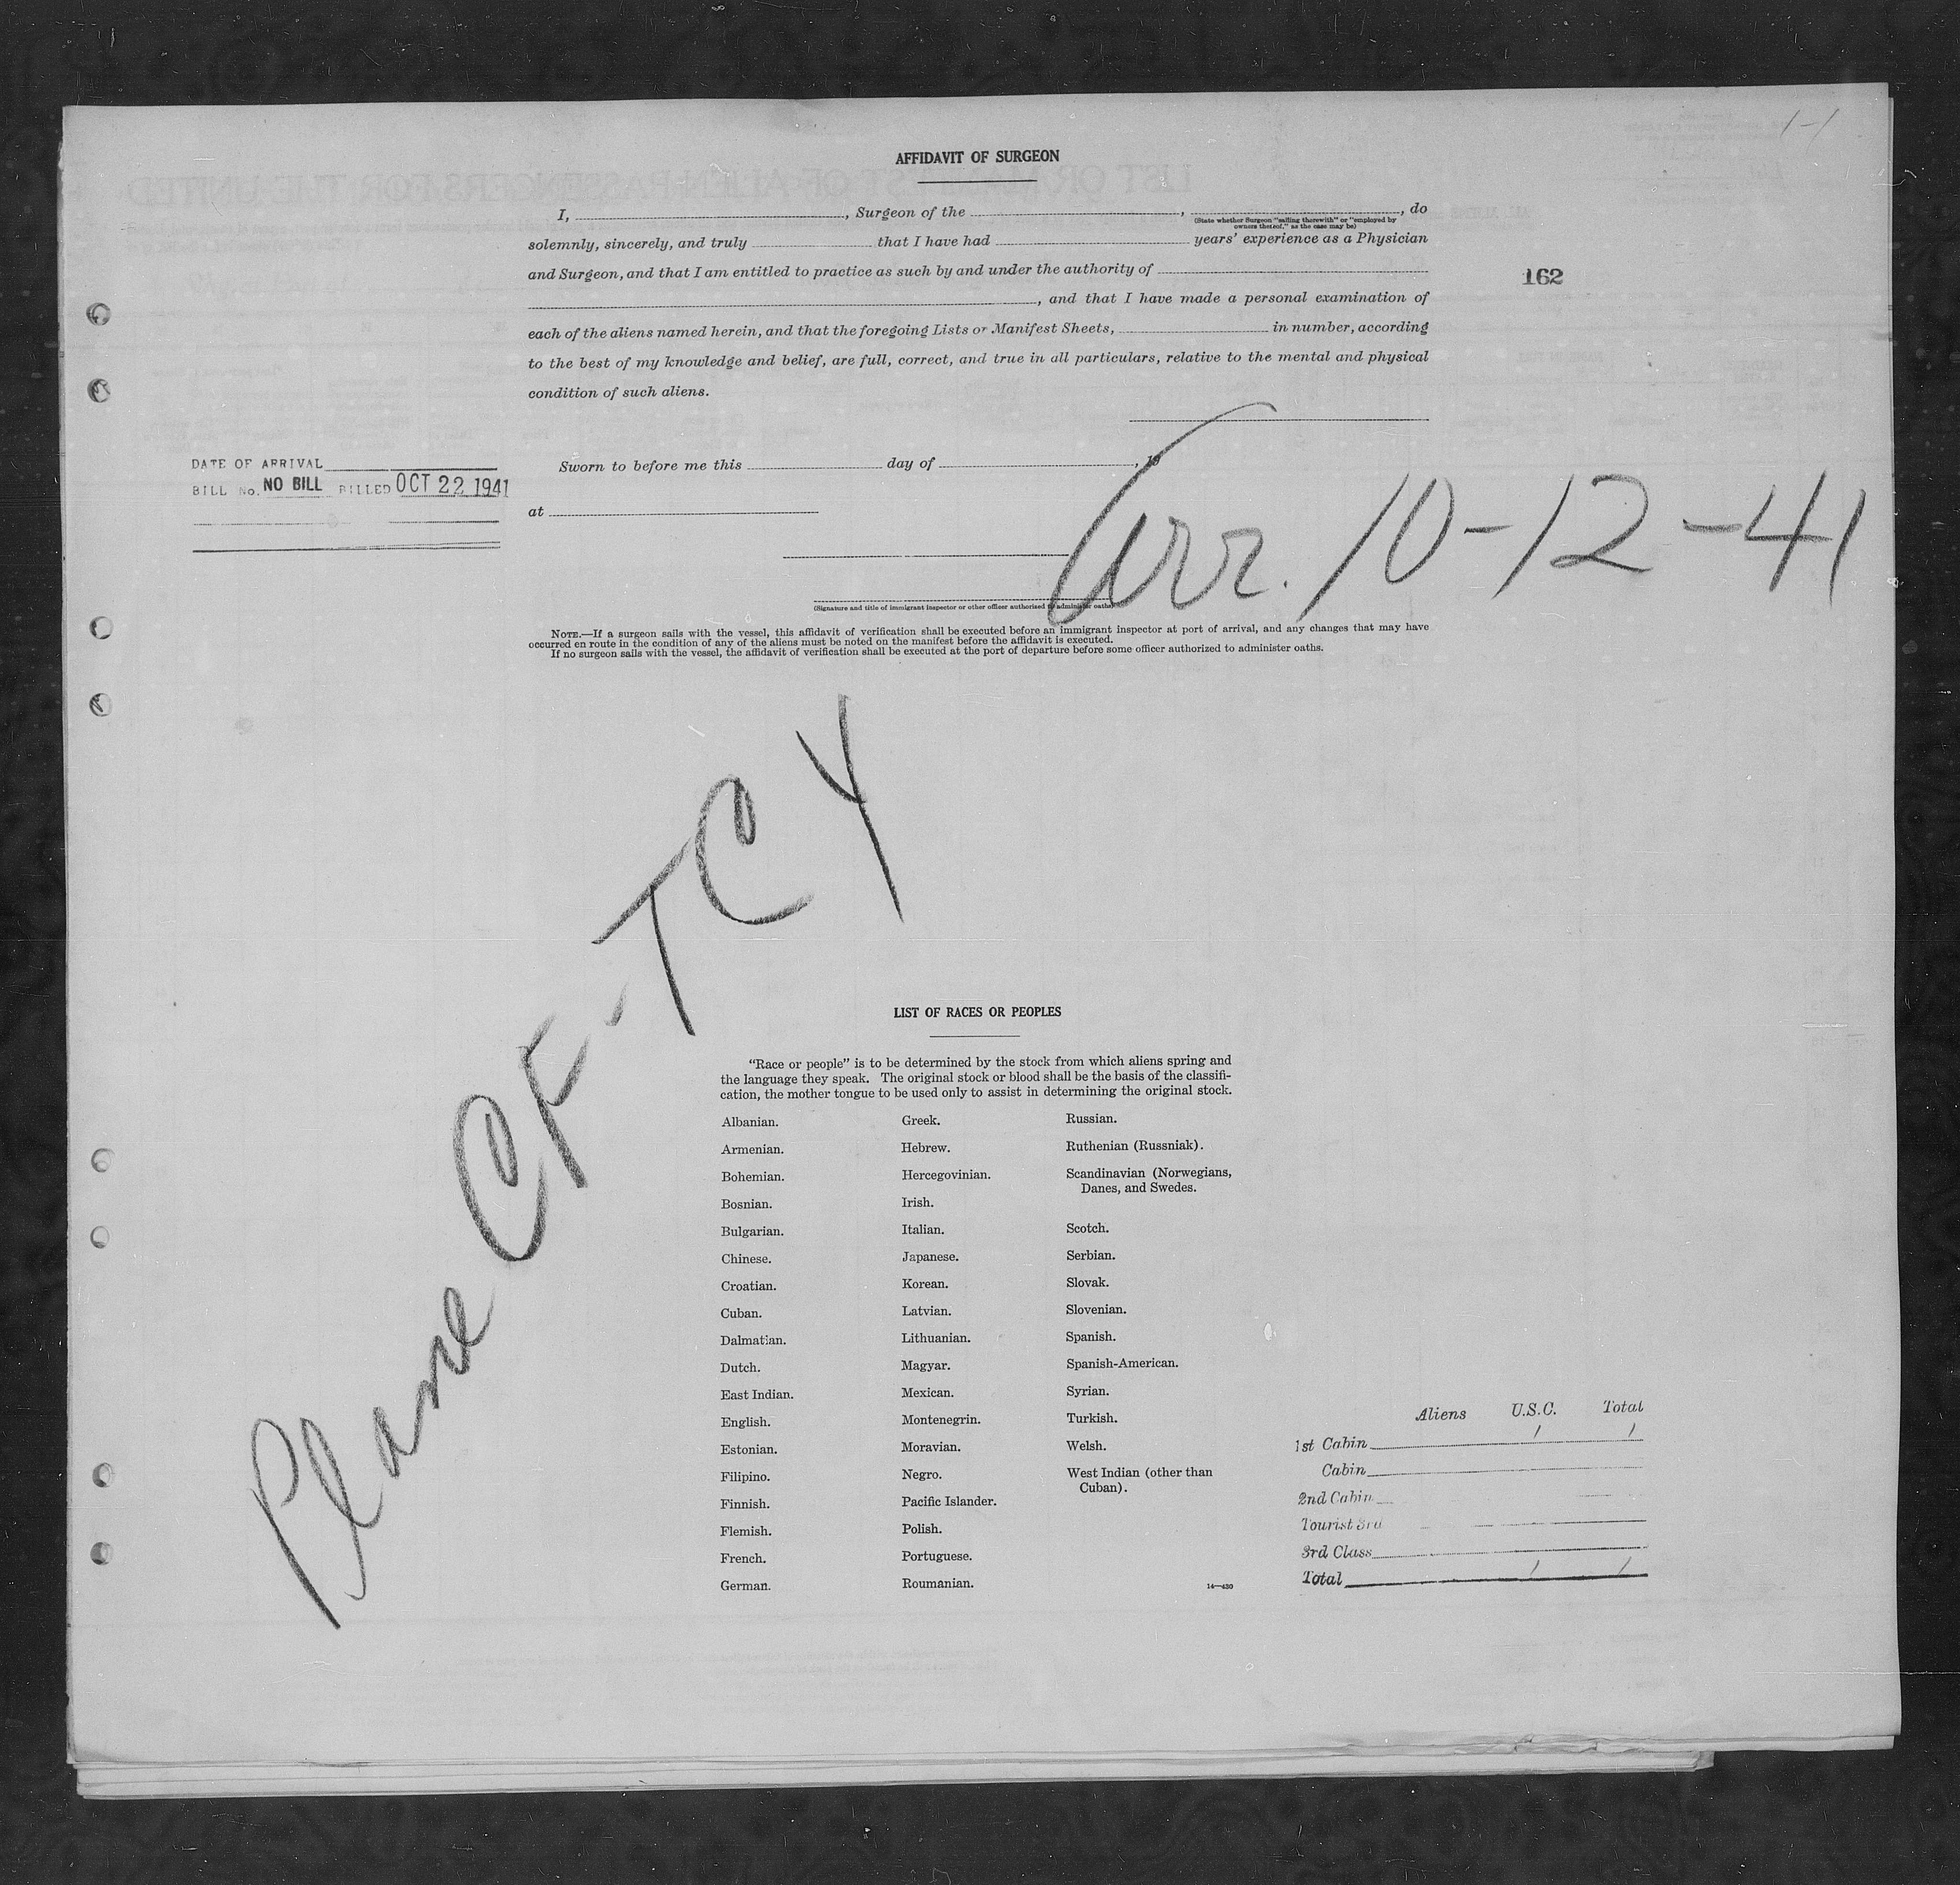 1-1
AFFIDAVIT OF SURGEON
I, , Surgeon of the , , do
(State whether Surgeon "sailing therewith" or "employed by
owners thereof," as the case may be)
solemnly, sincerely, and truly that I have had years' experience as a Physician
and Surgeon, and that I am entitled to practice as such by and under the authority of
162
, and that I have made a personal examination of
each of the aliens named herein, and that the foregoing Lists or Manifest Sheets, in number, according
to the best of my knowledge and belief, are full, correct, and true in all particulars, relative to the mental and physical
condition of such aliens.
DATE OF ARRIVAL
BILL No. NO BILL BILLED OCT 22 1941
Sworn to before me this day of , 19
at
Arr. 10-12-41
(Signature and title of immigrant inspector or other officer authorized to administer oaths)
NOTE.—If a surgeon sails with the vessel, this affidavit of verification shall be executed before an immigrant inspector at port of arrival, and any changes that may have
occurred en route in the condition of any of the aliens must be noted on the manifest before the affidavit is executed.
If no surgeon sails with the vessel, the affidavit of verification shall be executed at the port of departure before some officer authorized to administer oaths.
Plane CF-TCY
LIST OF RACES OR PEOPLES
"Race or people" is to be determined by the stock from which aliens spring and
the language they speak. The original stock or blood shall be the basis of the classifi-
cation, the mother tongue to be used only to assist in determining the original stock.
Albanian.
Armenian.
Bohemian.
Bosnian.
Bulgarian.
Chinese.
Croatian.
Cuban.
Dalmatian.
Dutch.
East Indian.
English.
Estonian.
Filipino.
Finnish.
Flemish.
French.
German.
Greek.
Hebrew.
Hercegovinian.
Irish.
Italian.
Japanese.
Korean.
Latvian.
Lithuanian.
Magyar.
Mexican.
Montenegrin.
Moravian.
Negro.
Pacific Islander.
Polish.
Portuguese.
Roumanian.
Russian.
Ruthenian (Russniak).
Scandinavian (Norwegians,
Danes, and Swedes.
Scotch.
Serbian.
Slovak.
Slovenian.
Spanish.
Spanish-American.
Syrian.
Turkish.
Welsh.
West Indian (other than
Cuban).
14—430
Aliens U.S.C. Total
1st Cabin 1 1
Cabin
2nd Cabin
Tourist 3rd
3rd Class
Total 1 1